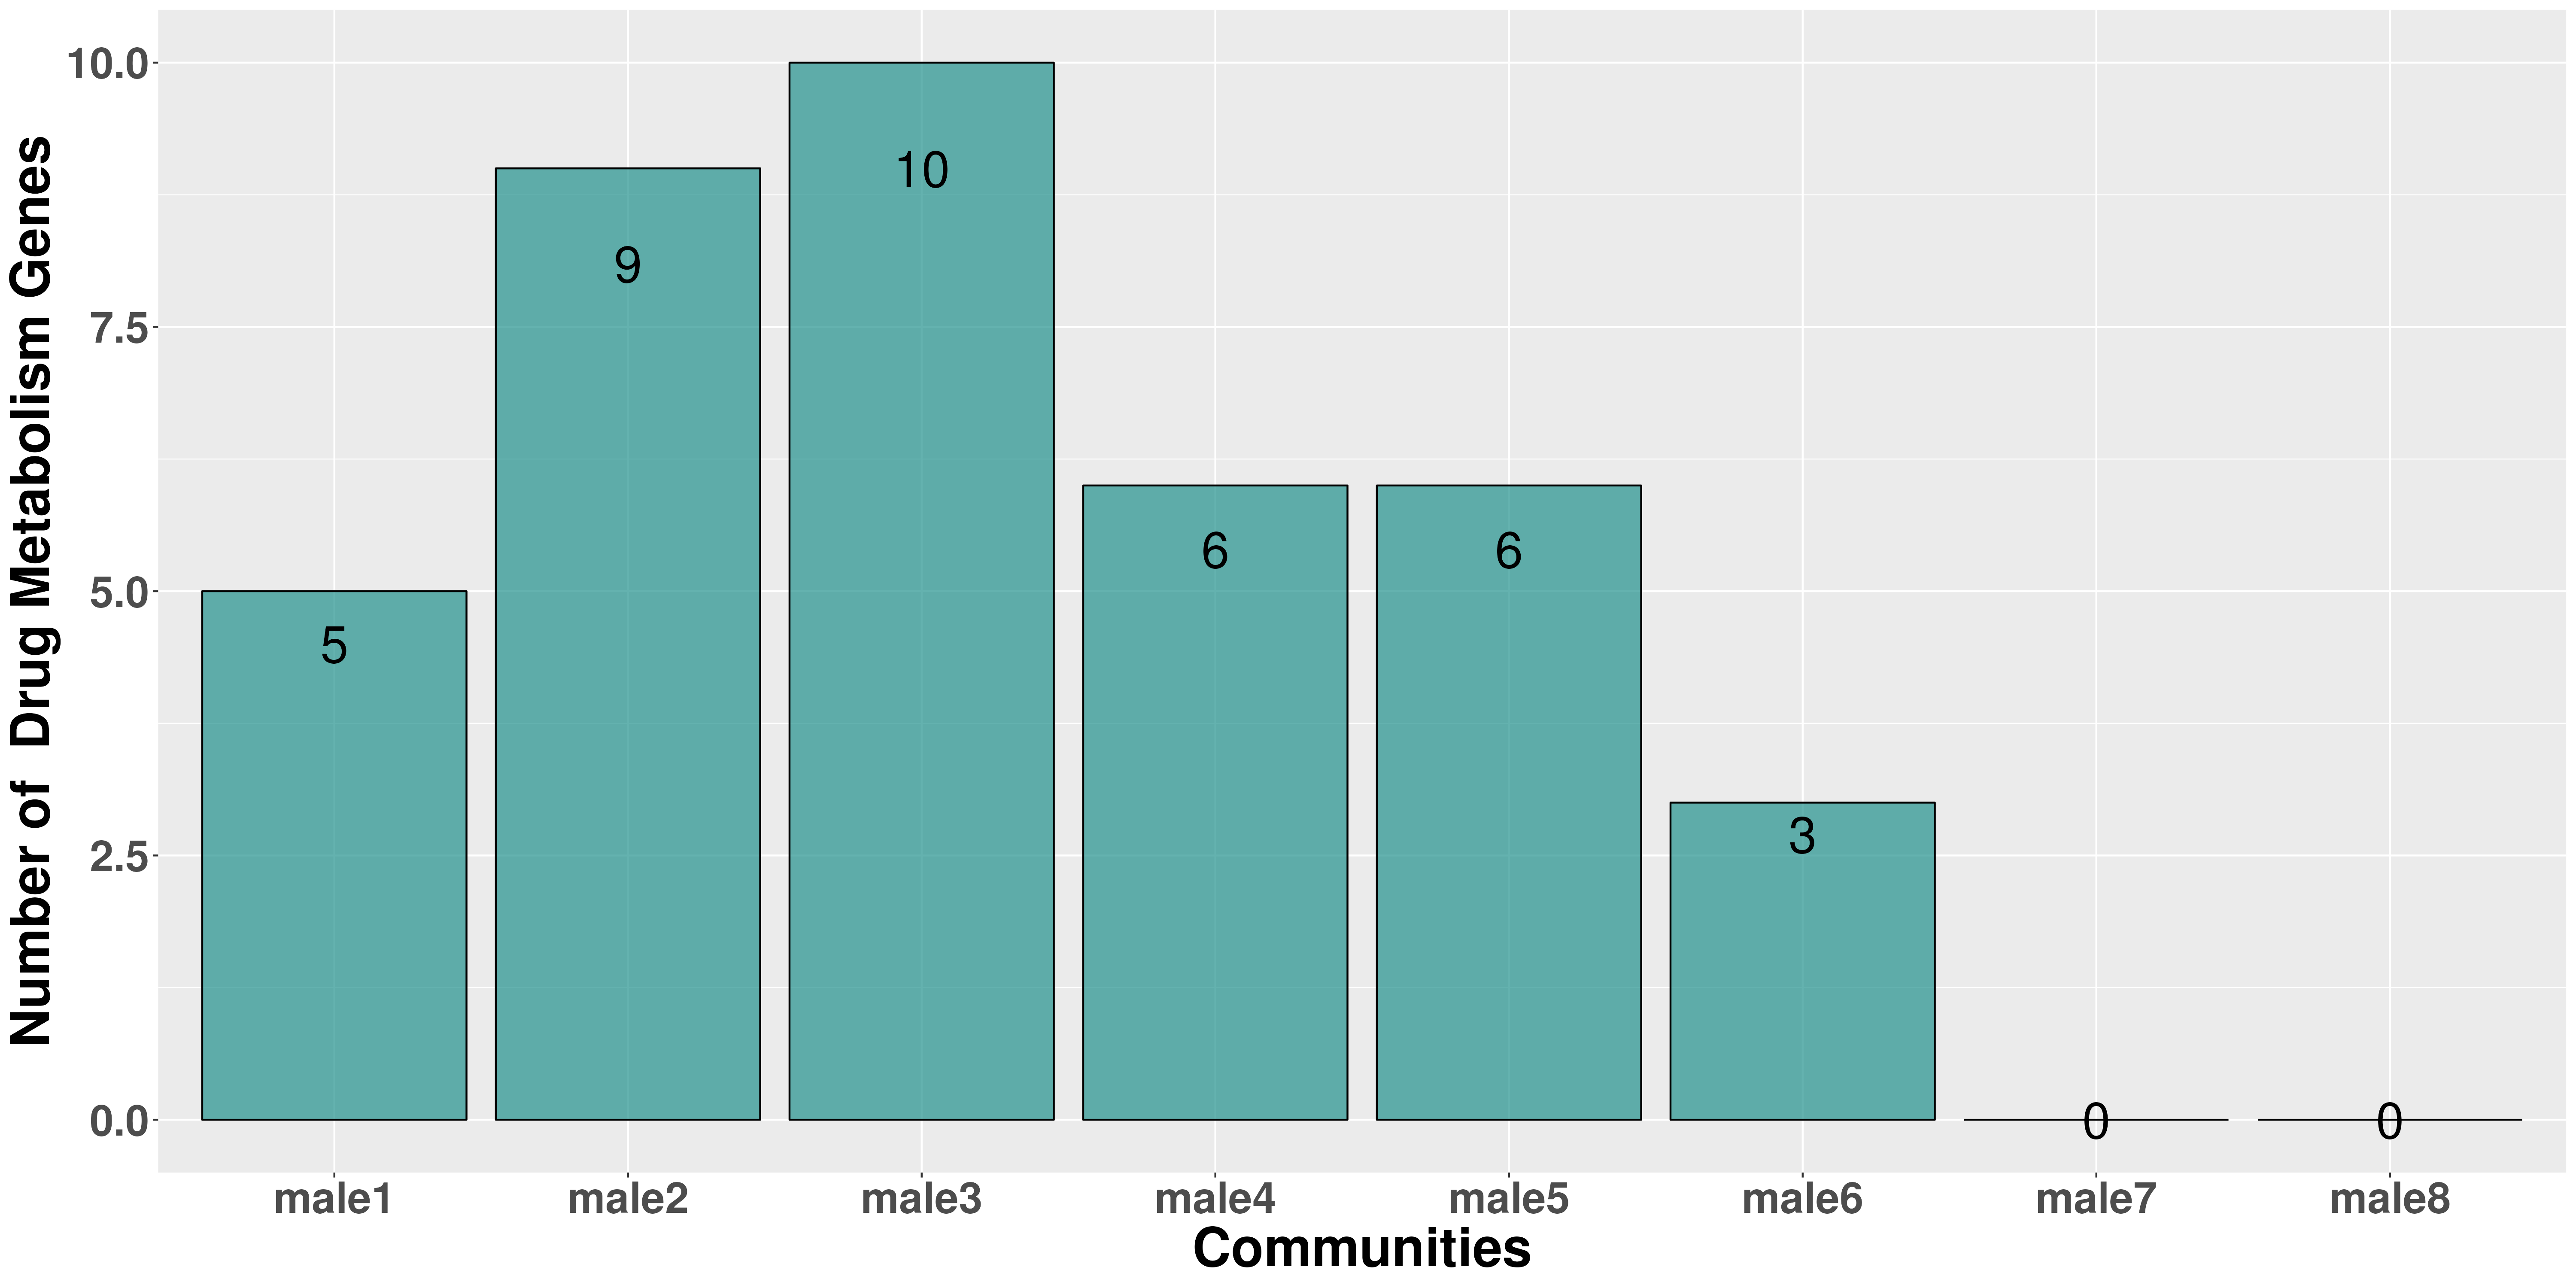 Number of  Drug Metabolism Genes
10.0
7.5
5.0
2.5
0.0
5
9
10
6
6
3
0
0
male1
male2
male3
male4
male5
male6
male7
male8
Communities